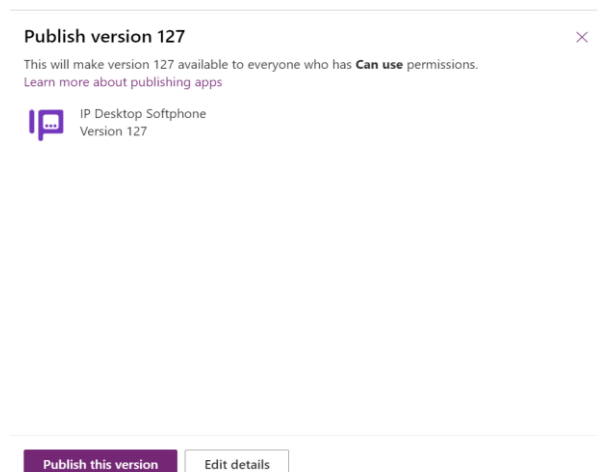 Publish version 127
This will make version 127 available to everyone who has Can use permissions.
Learn more about publishing apps
IP Desktop Softphone
Version 127
Publish this version
Edit details